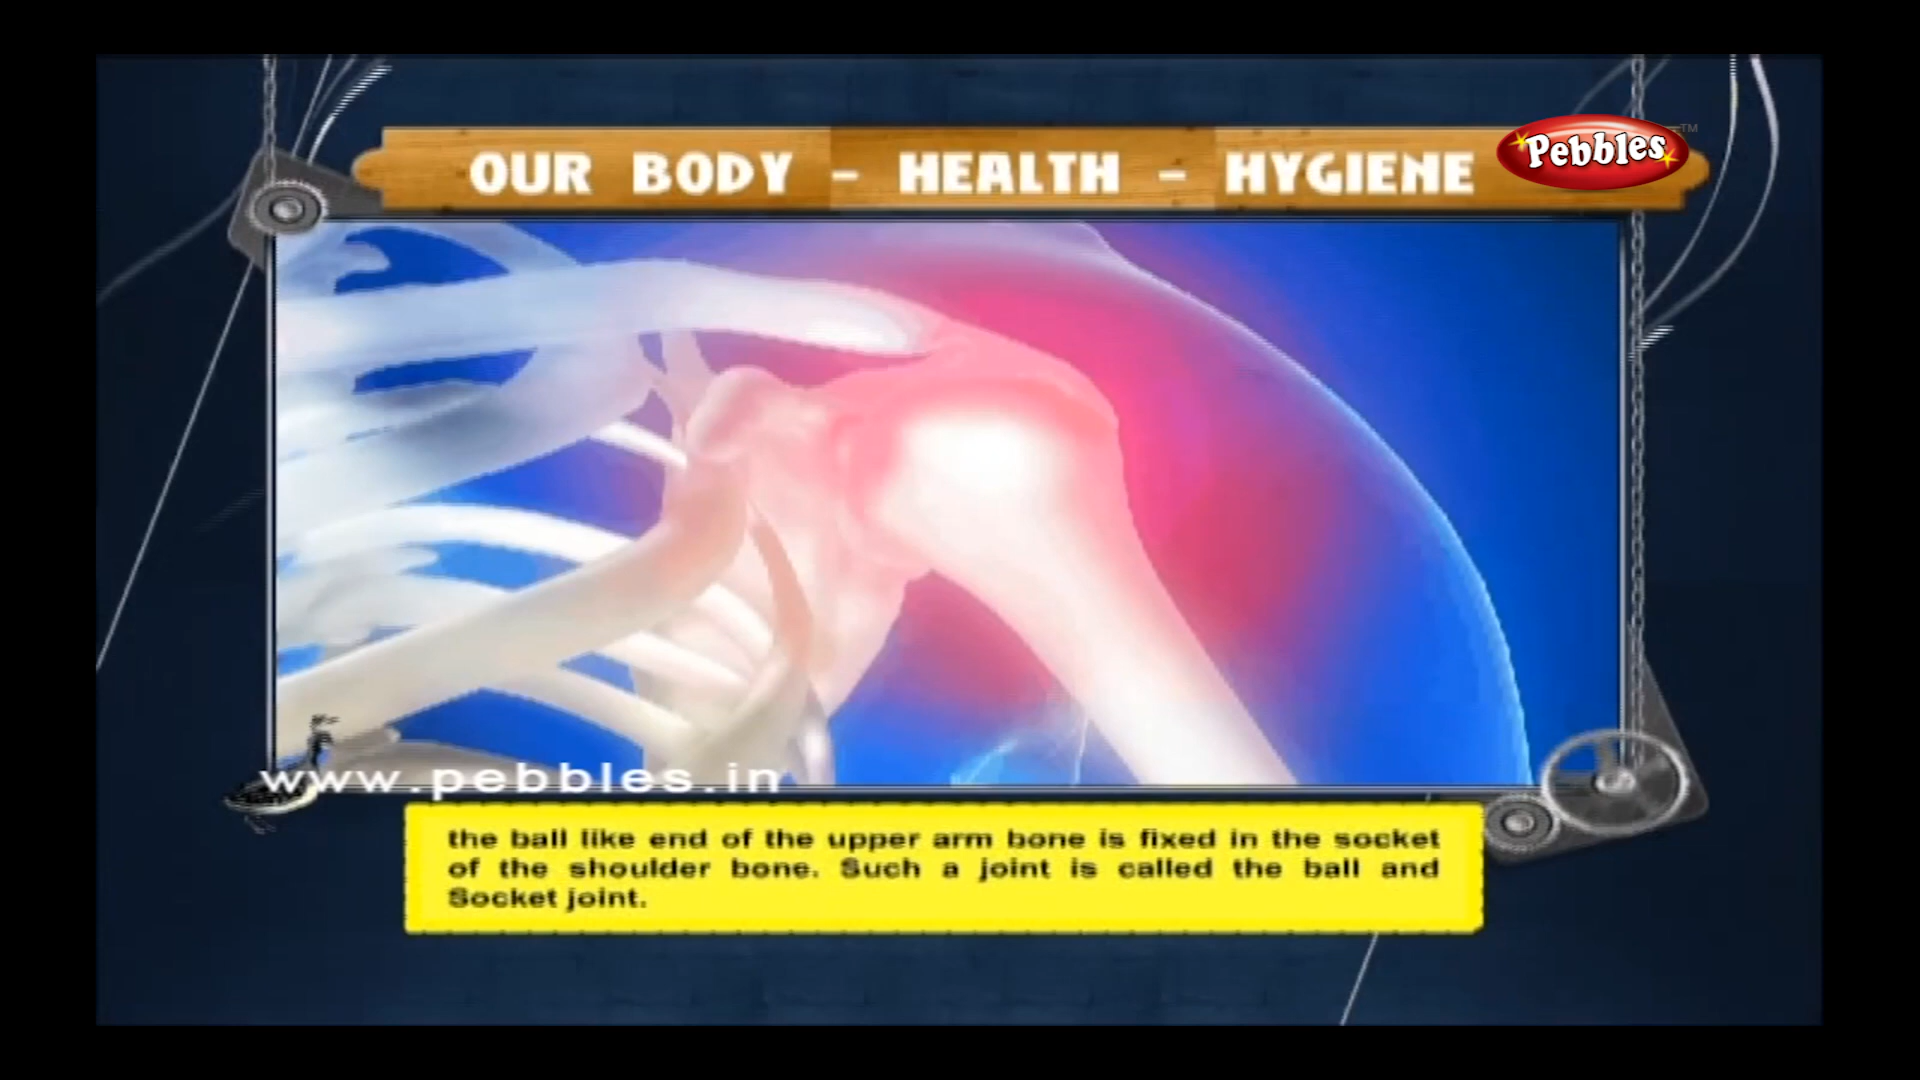 OUR BODY - HEALTH - HYGIENE
Pebbles™
www.pebbles.in
the ball like end of the upper arm bone is fixed in the socket
of the shoulder bone. Such a joint is called the ball and
Socket joint.